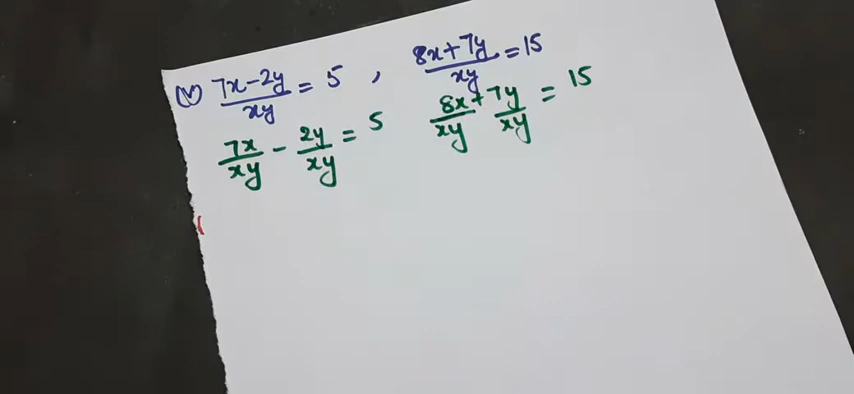 (v) 7x-2y/xy = 5 , 8x+7y/xy = 15
7x/xy - 2y/xy = 5 8x/xy + 7y/xy = 15